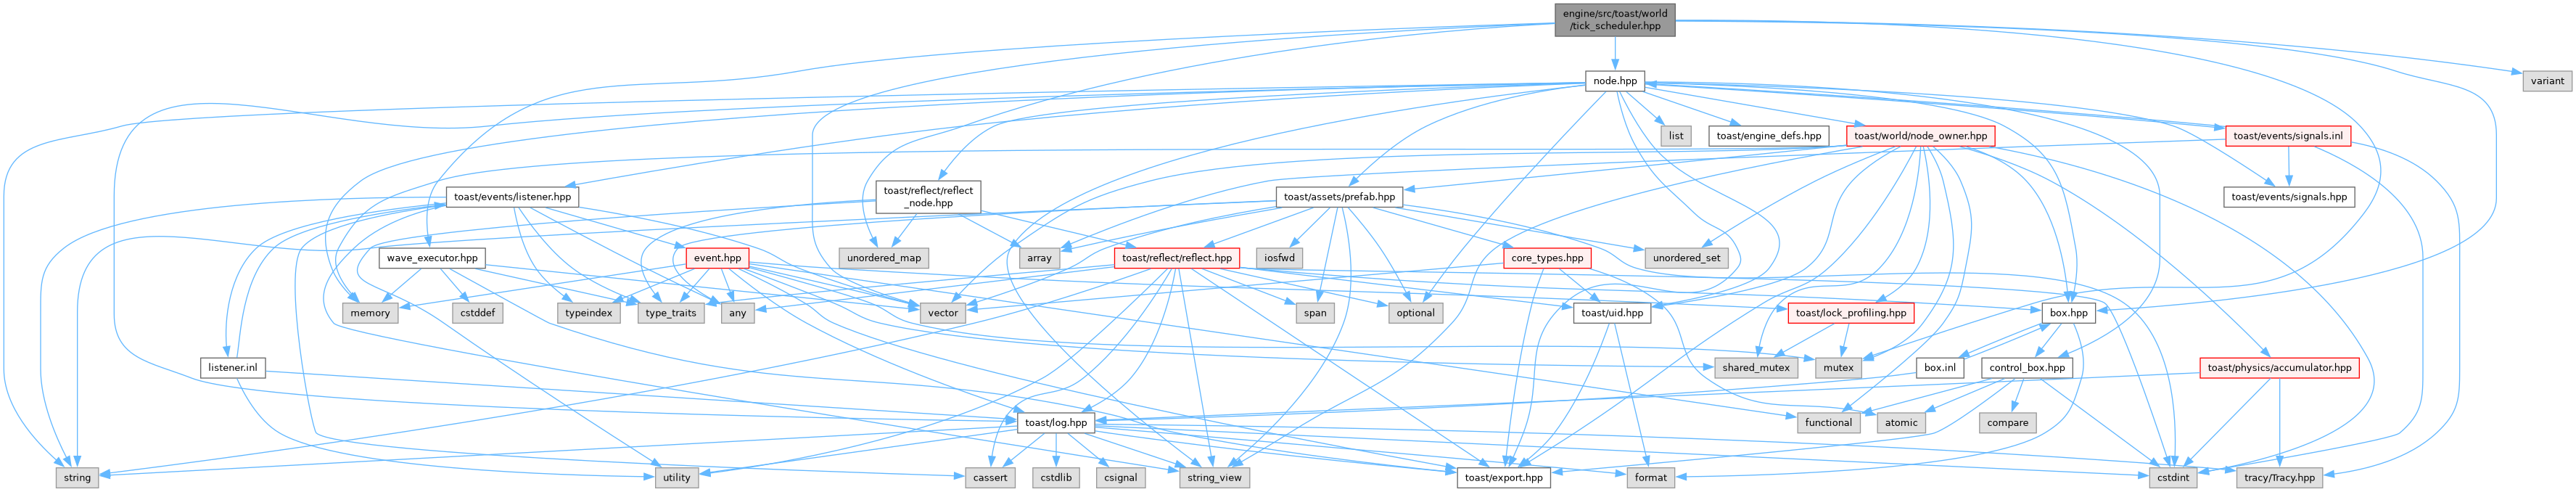 engine/src/toast/world
/tick_scheduler.hpp
node.hpp
variant
list
toast/engine_defs.hpp
toast/world/node_owner.hpp
toast/events/signals.inl
toast/events/listener.hpp
toast/reflect/reflect
_node.hpp
toast/assets/prefab.hpp
toast/events/signals.hpp
wave_executor.hpp
event.hpp
unordered_map
array
toast/reflect/reflect.hpp
iosfwd
core_types.hpp
unordered_set
memory
cstddef
typeindex
type_traits
any
vector
span
optional
toast/uid.hpp
toast/lock_profiling.hpp
box.hpp
listener.inl
shared_mutex
mutex
box.inl
control_box.hpp
toast/physics/accumulator.hpp
toast/log.hpp
functional
atomic
compare
string
utility
cassert
cstdlib
csignal
string_view
toast/export.hpp
format
cstdint
tracy/Tracy.hpp